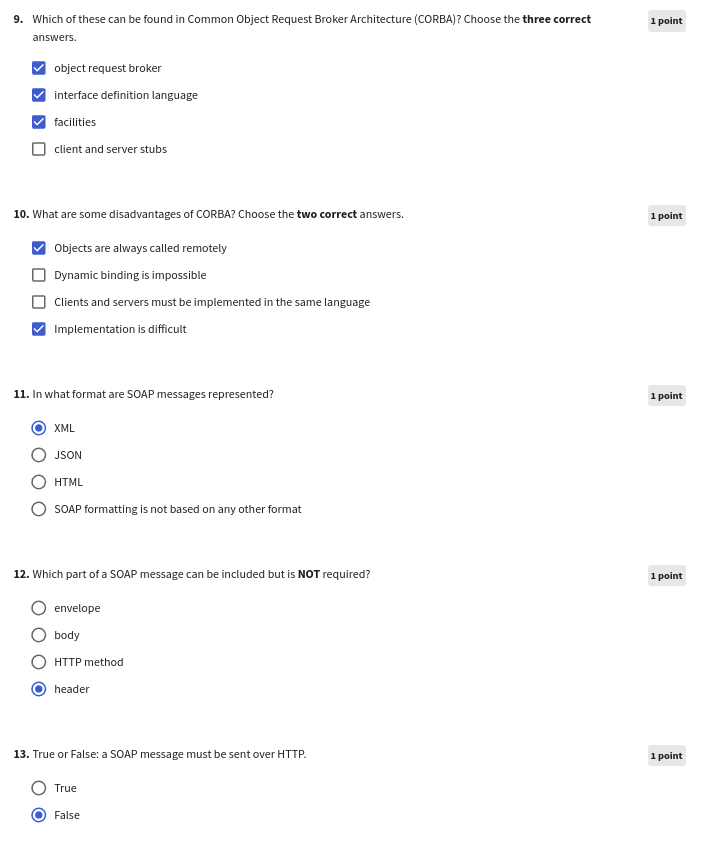 9. Which of these can be found in Common Object Request Broker Architecture (CORBA)? Choose the three correct
answers.
1 point
object request broker
interface definition language
facilities
client and server stubs
10. What are some disadvantages of CORBA? Choose the two correct answers.
1 point
Objects are always called remotely
Dynamic binding is impossible
Clients and servers must be implemented in the same language
Implementation is difficult
11. In what format are SOAP messages represented?
1 point
XML
JSON
HTML
SOAP formatting is not based on any other format
12. Which part of a SOAP message can be included but is NOT required?
1 point
envelope
body
HTTP method
header
13. True or False: a SOAP message must be sent over HTTP.
1 point
True
False